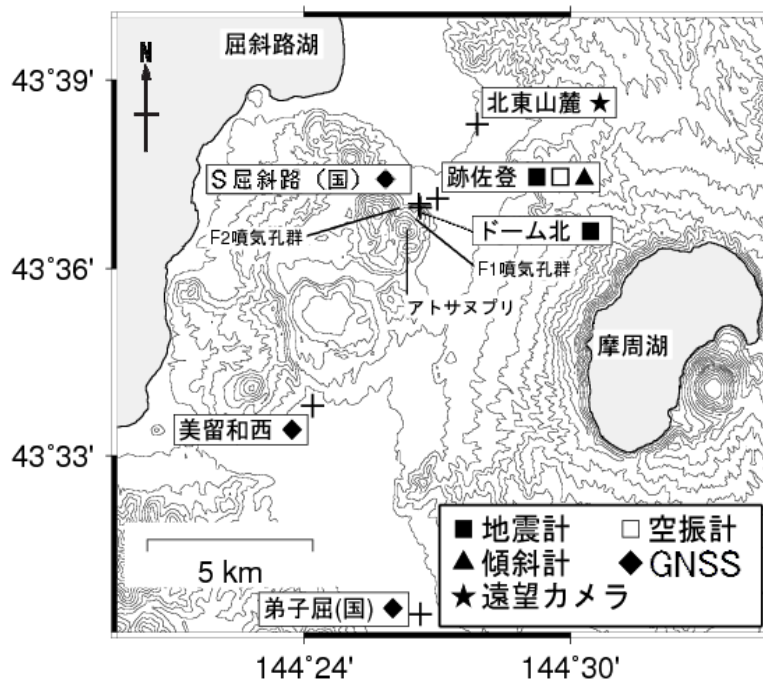 屈斜路湖
N
43°39'
北東山麓 ★
S屈斜路（国） ◆
跡佐登 ■□▲
F2噴気孔群
ドーム北 ■
F1噴気孔群
43°36'
アトサヌプリ
摩周湖
美留和西 ◆
43°33'
■ 地震計 □ 空振計
▲ 傾斜計 ◆ GNSS
★ 遠望カメラ
5 km
弟子屈(国) ◆
144°24' 144°30'